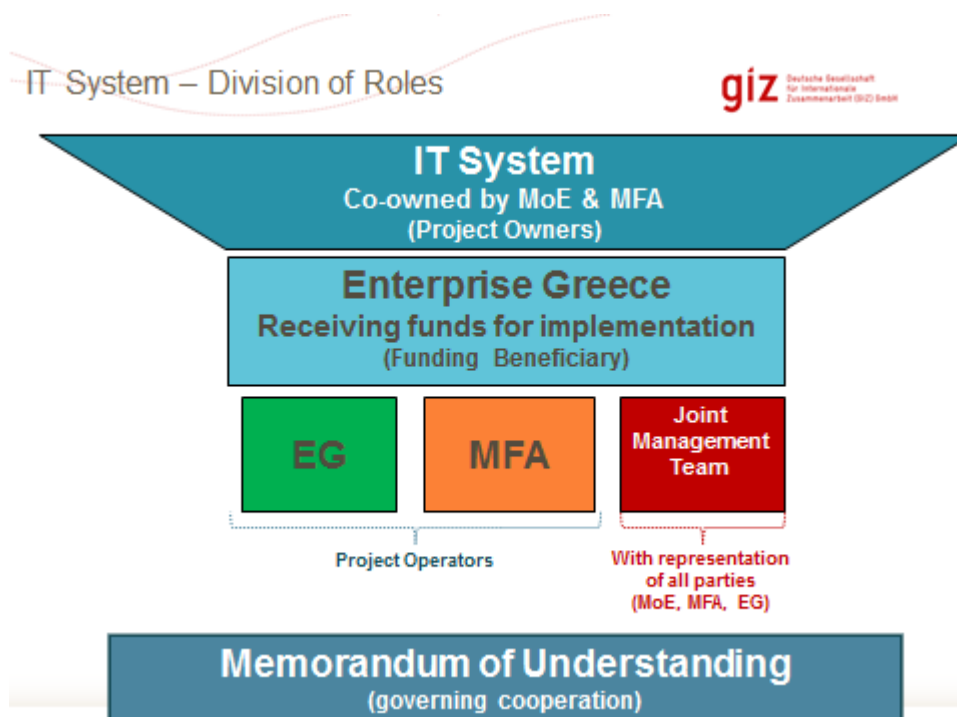 IT System – Division of Roles
giz
Deutsche Gesellschaft
für Internationale
Zusammenarbeit (GIZ) GmbH
IT System
Co-owned by MoE & MFA
(Project Owners)
Enterprise Greece
Receiving funds for implementation
(Funding Beneficiary)
EG
MFA
Joint
Management
Team
Project Operators
With representation
of all parties
(MoE, MFA, EG)
Memorandum of Understanding
(governing cooperation)